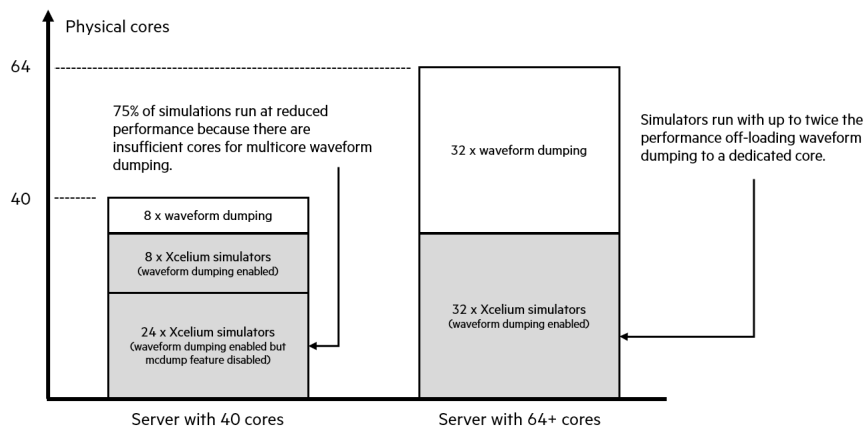 Physical cores
64
75% of simulations run at reduced
performance because there are
insufficient cores for multicore waveform
dumping.
Simulators run with up to twice the
performance off-loading waveform
dumping to a dedicated core.
32 x waveform dumping
40
8 x waveform dumping
8 x Xcelium simulators
(waveform dumping enabled)
24 x Xcelium simulators
(waveform dumping enabled but
mcdump feature disabled)
32 x Xcelium simulators
(waveform dumping enabled)
Server with 40 cores
Server with 64+ cores